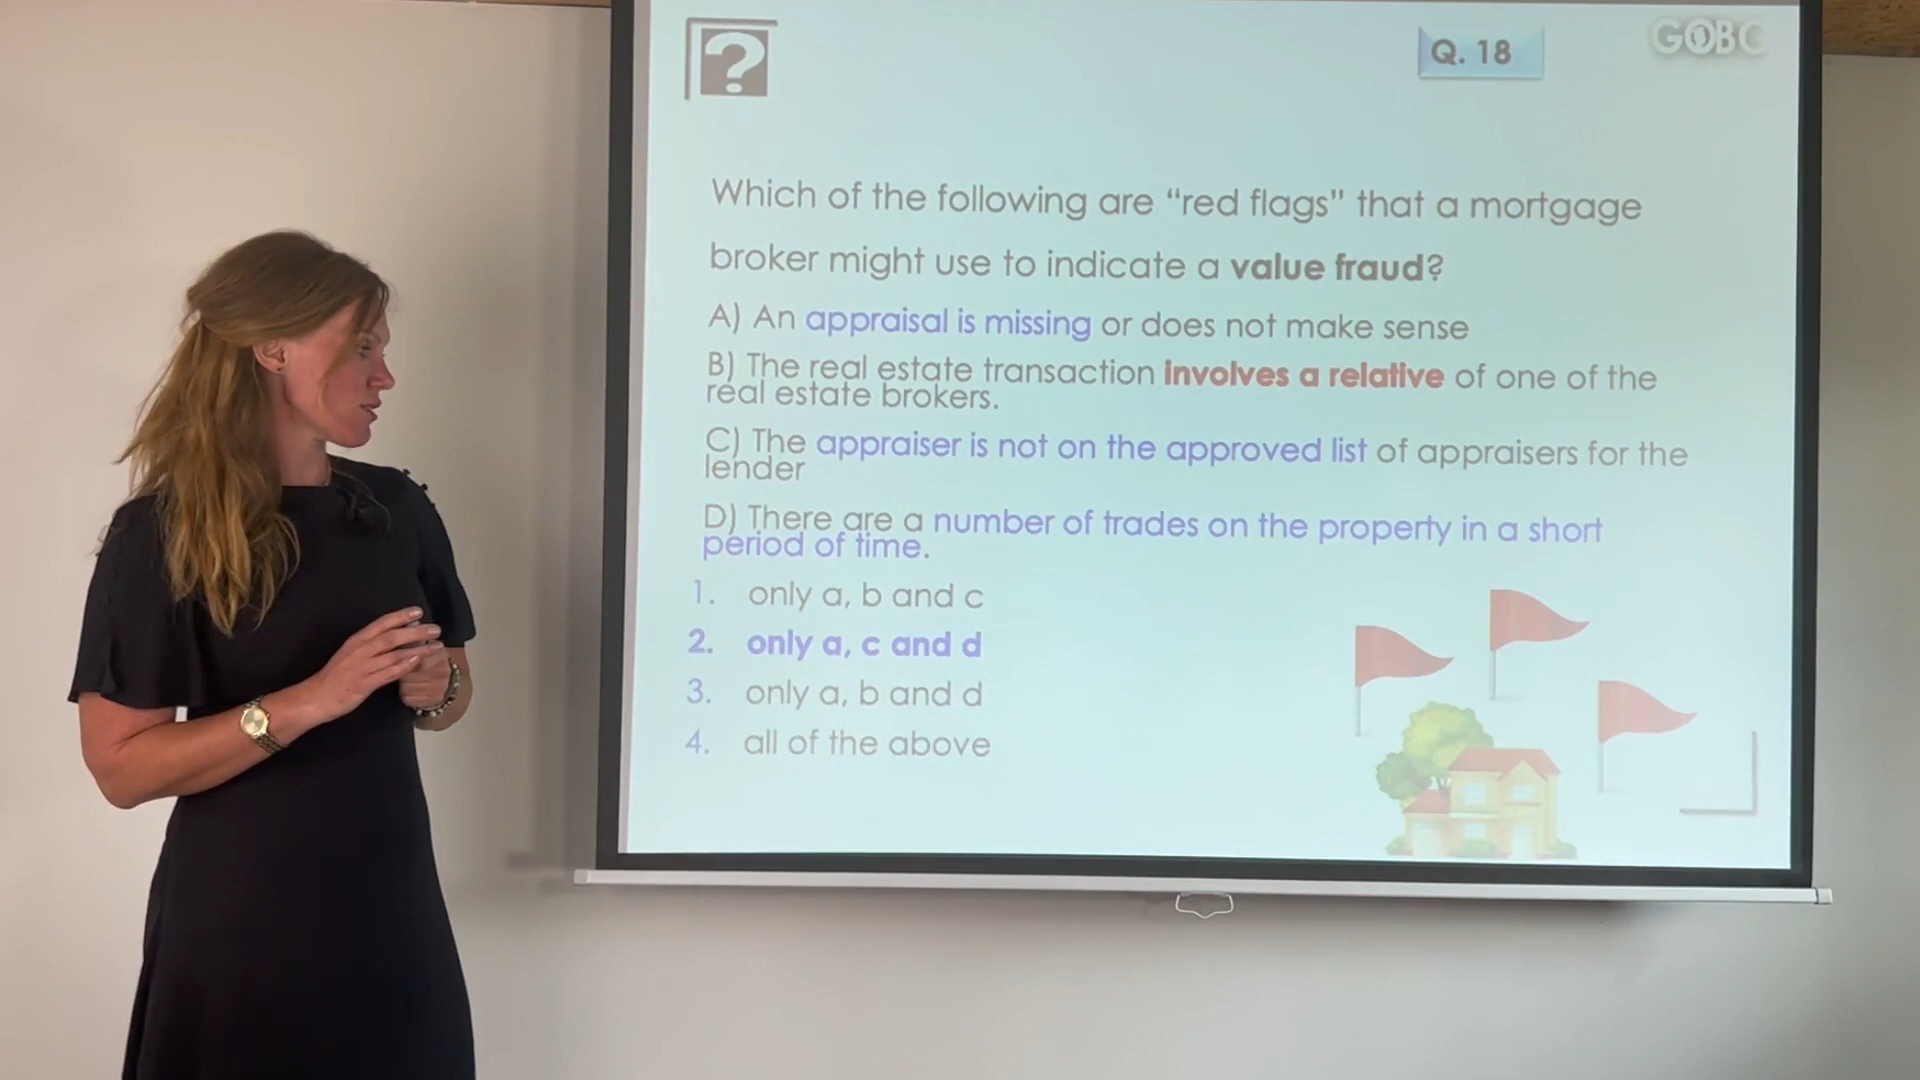 ?
Q. 18
GOBC
Which of the following are “red flags” that a mortgage
broker might use to indicate a value fraud?
A) An appraisal is missing or does not make sense
B) The real estate transaction involves a relative of one of the
real estate brokers.
C) The appraiser is not on the approved list of appraisers for the
lender
D) There are a number of trades on the property in a short
period of time.
1. only a, b and c
2. only a, c and d
3. only a, b and d
4. all of the above